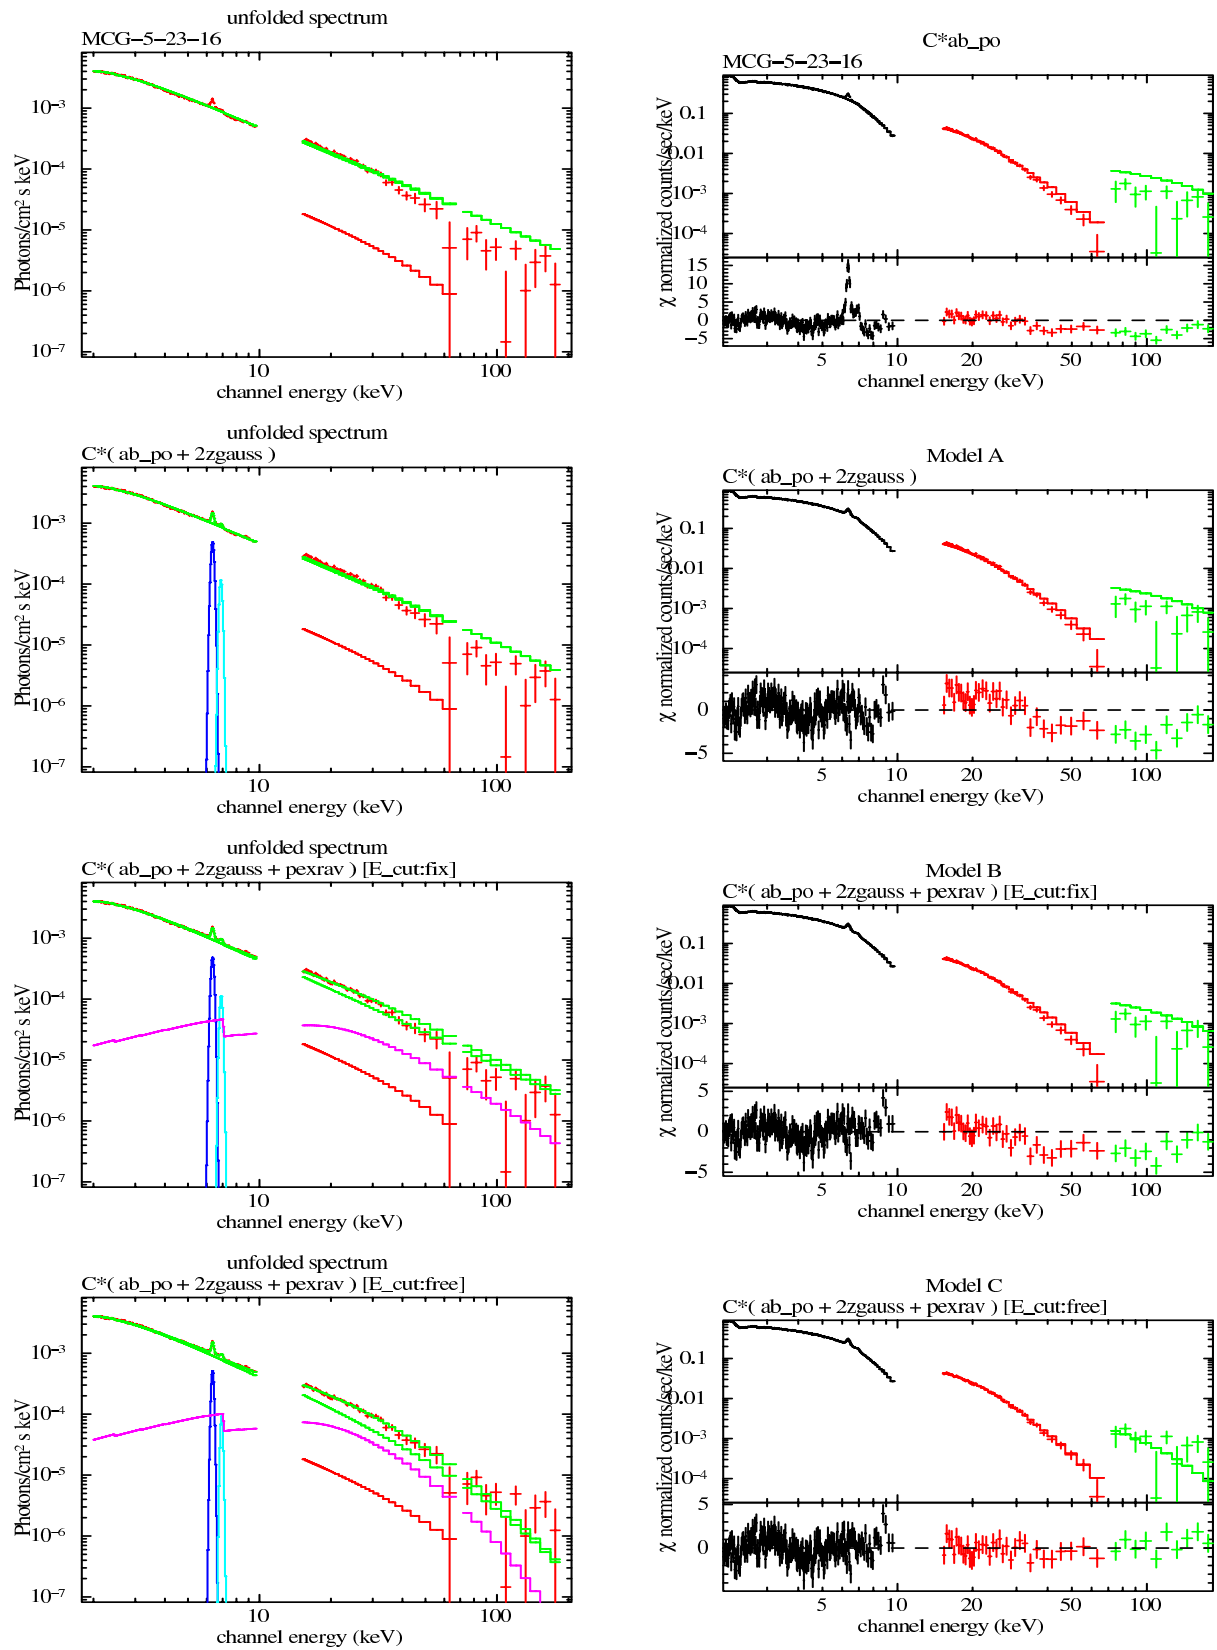 unfolded spectrum
MCG−5−23−16
10−3
10−4
10−5
10−6
10−7
Photons/cm² s keV
10
100
channel energy (keV)
C*ab_po
MCG−5−23−16
0.1
0.01
10−3
10−4
15
10
5
0
−5
χ normalized counts/sec/keV
5
10
20
50
100
channel energy (keV)
unfolded spectrum
C*( ab_po + 2zgauss )
10−3
10−4
10−5
10−6
10−7
Photons/cm² s keV
10
100
channel energy (keV)
Model A
C*( ab_po + 2zgauss )
0.1
0.01
10−3
10−4
0
−5
χ normalized counts/sec/keV
5
10
20
50
100
channel energy (keV)
unfolded spectrum
C*( ab_po + 2zgauss + pexrav ) [E_cut:fix]
10−3
10−4
10−5
10−6
10−7
Photons/cm² s keV
10
100
channel energy (keV)
Model B
C*( ab_po + 2zgauss + pexrav ) [E_cut:fix]
0.1
0.01
10−3
10−4
5
0
−5
χ normalized counts/sec/keV
5
10
20
50
100
channel energy (keV)
unfolded spectrum
C*( ab_po + 2zgauss + pexrav ) [E_cut:free]
10−3
10−4
10−5
10−6
10−7
Photons/cm² s keV
10
100
channel energy (keV)
Model C
C*( ab_po + 2zgauss + pexrav ) [E_cut:free]
0.1
0.01
10−3
10−4
5
0
χ normalized counts/sec/keV
5
10
20
50
100
channel energy (keV)